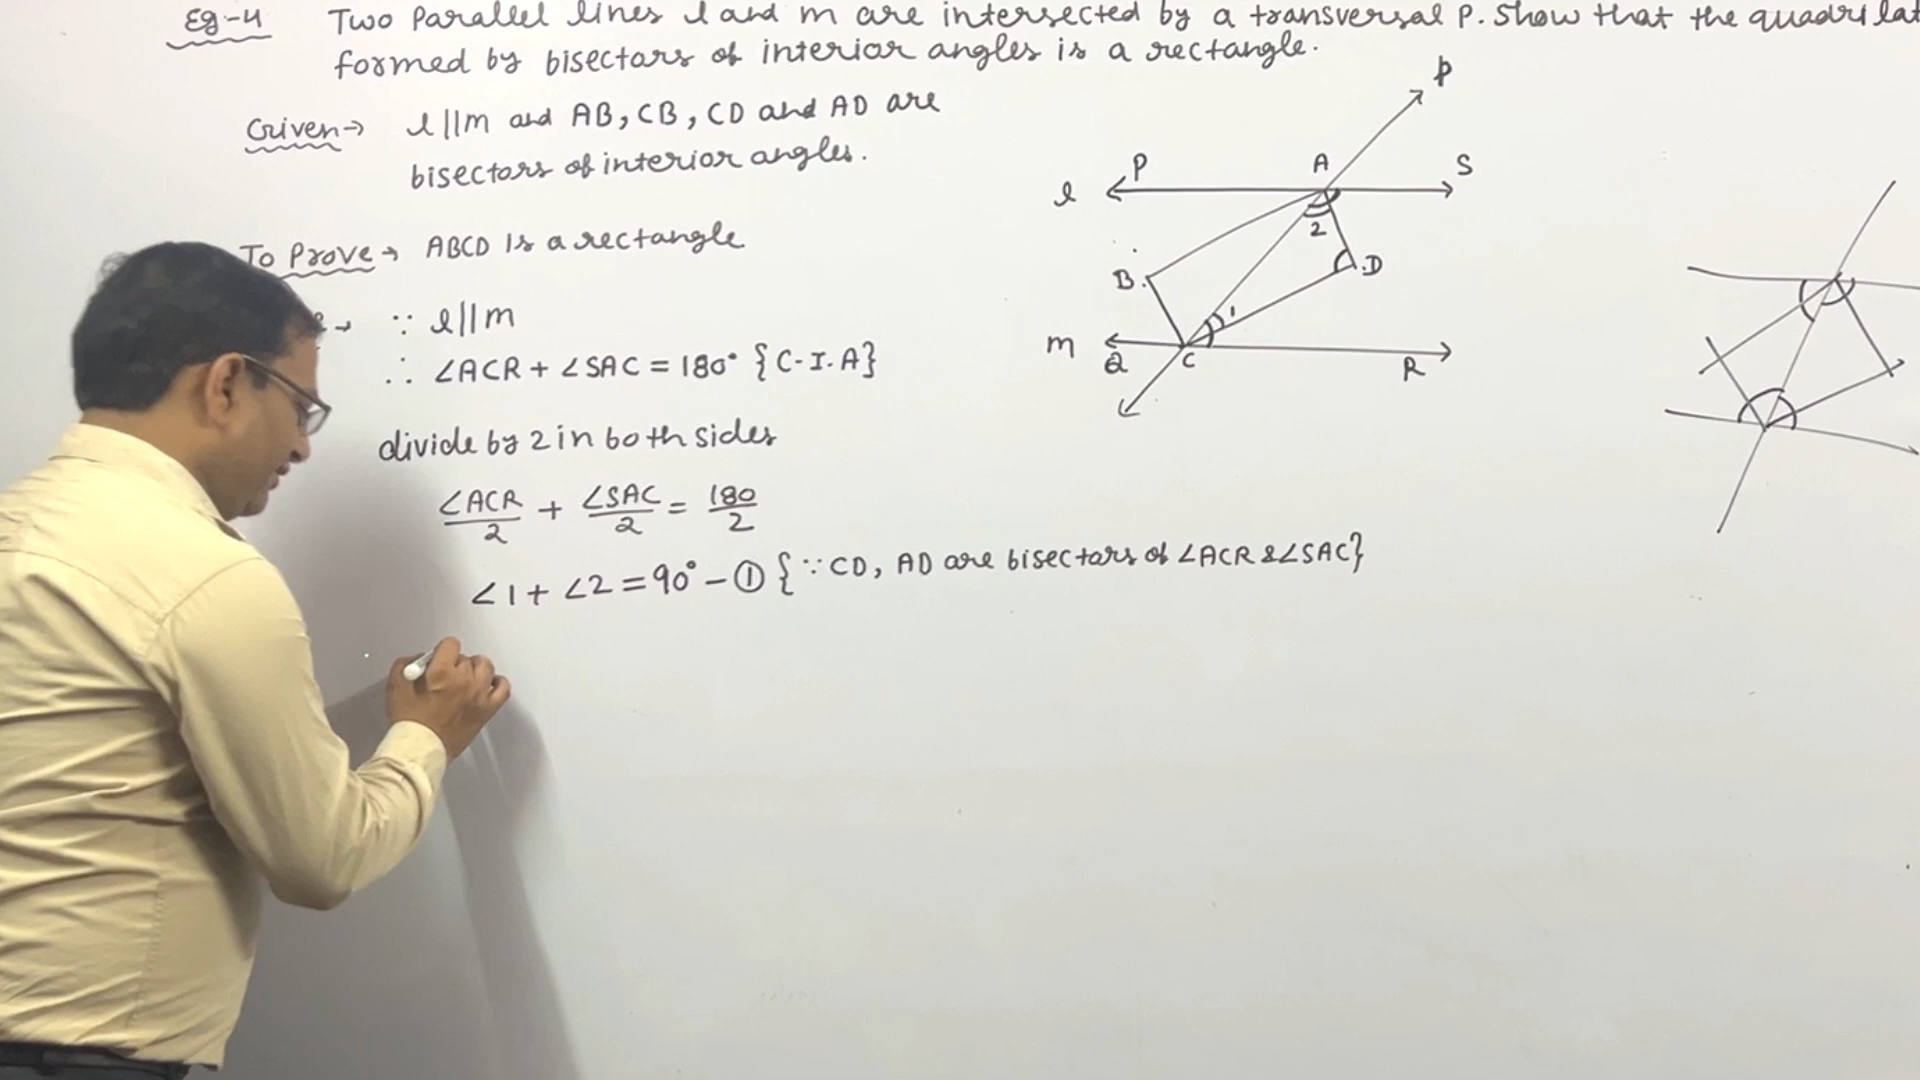 Eg-4 Two Parallel lines l and m are intersected by a transversal P. Show that the quadrilat
formed by bisectors of interior angles is a rectangle.
Given→ l||m and AB, CB, CD and AD are
bisectors of interior angles.
To Prove→ ABCD Is a rectangle
∵ l||m
∴ ∠ACR + ∠SAC = 180° {C-I.A}
divide by 2 in both sides
∠ACR/2 + ∠SAC/2 = 180/2
∠1 + ∠2 = 90° - ① {∵ CD, AD are bisectors of ∠ACR & ∠SAC}
p
l P A S
2
B D
1
m Q C R